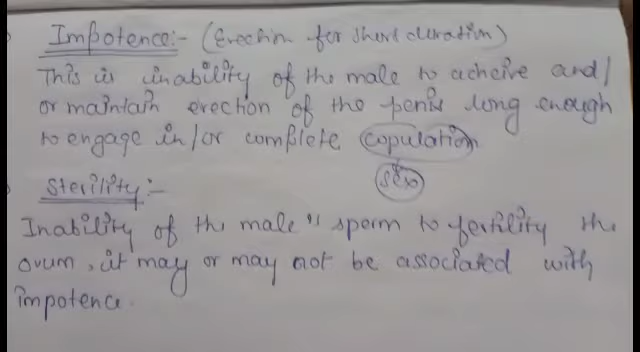 Impotence:- (Erection for short duration)
This is inability of the male to acheive and/
or maintain erection of the penis long enough
to engage in/or complete copulation
sex
Sterility:-
Inability of the male's sperm to fertility the
ovum, it may or may not be associated with
impotence.